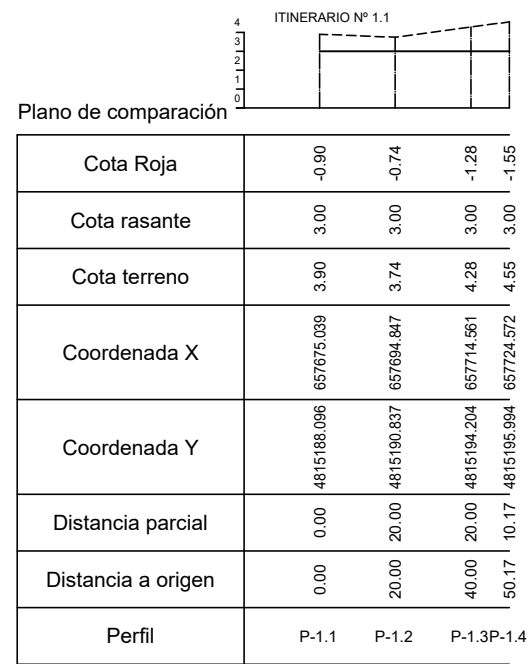 ITINERARIO Nº 1.1
4
3
2
1
0
Plano de comparación
Cota Roja -0.90 -0.74 -1.28 -1.55
Cota rasante 3.00 3.00 3.00 3.00
Cota terreno 3.90 3.74 4.28 4.55
Coordenada X 657675.039 657694.847 657714.561 657724.572
Coordenada Y 4815188.096 4815190.837 4815194.204 4815195.994
Distancia parcial 0.00 20.00 20.00 10.17
Distancia a origen 0.00 20.00 40.00 50.17
Perfil P-1.1 P-1.2 P-1.3 P-1.4